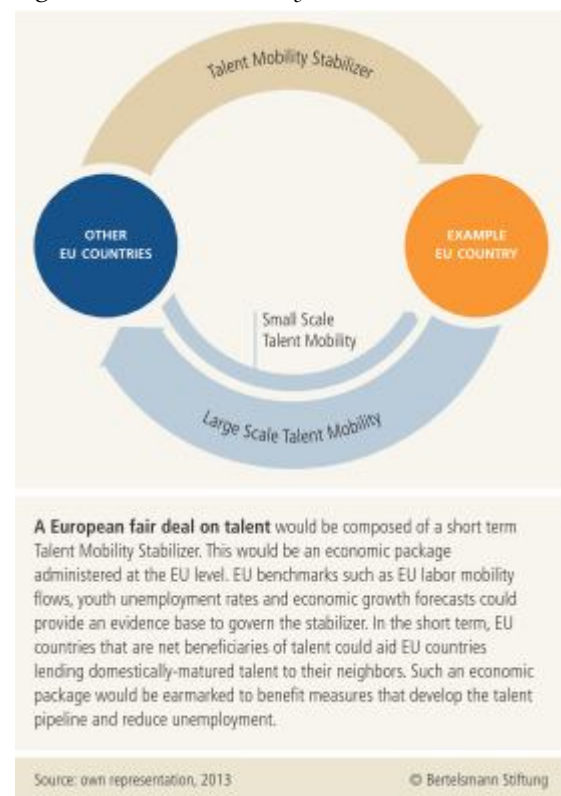 Talent Mobility Stabilizer
OTHER
EU COUNTRIES
EXAMPLE
EU COUNTRY
Small Scale
Talent Mobility
Large Scale Talent Mobility
A European fair deal on talent would be composed of a short term
Talent Mobility Stabilizer. This would be an economic package
administered at the EU level. EU benchmarks such as EU labor mobility
flows, youth unemployment rates and economic growth forecasts could
provide an evidence base to govern the stabilizer. In the short term, EU
countries that are net beneficiaries of talent could aid EU countries
lending domestically-matured talent to their neighbors. Such an economic
package would be earmarked to benefit measures that develop the talent
pipeline and reduce unemployment.
Source: own representation, 2013
© Bertelsmann Stiftung